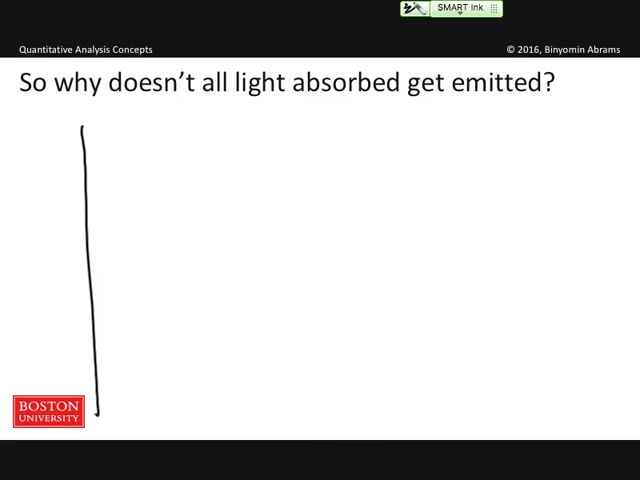 SMART Ink
Quantitative Analysis Concepts
© 2016, Binyomin Abrams
So why doesn't all light absorbed get emitted?
BOSTON
UNIVERSITY